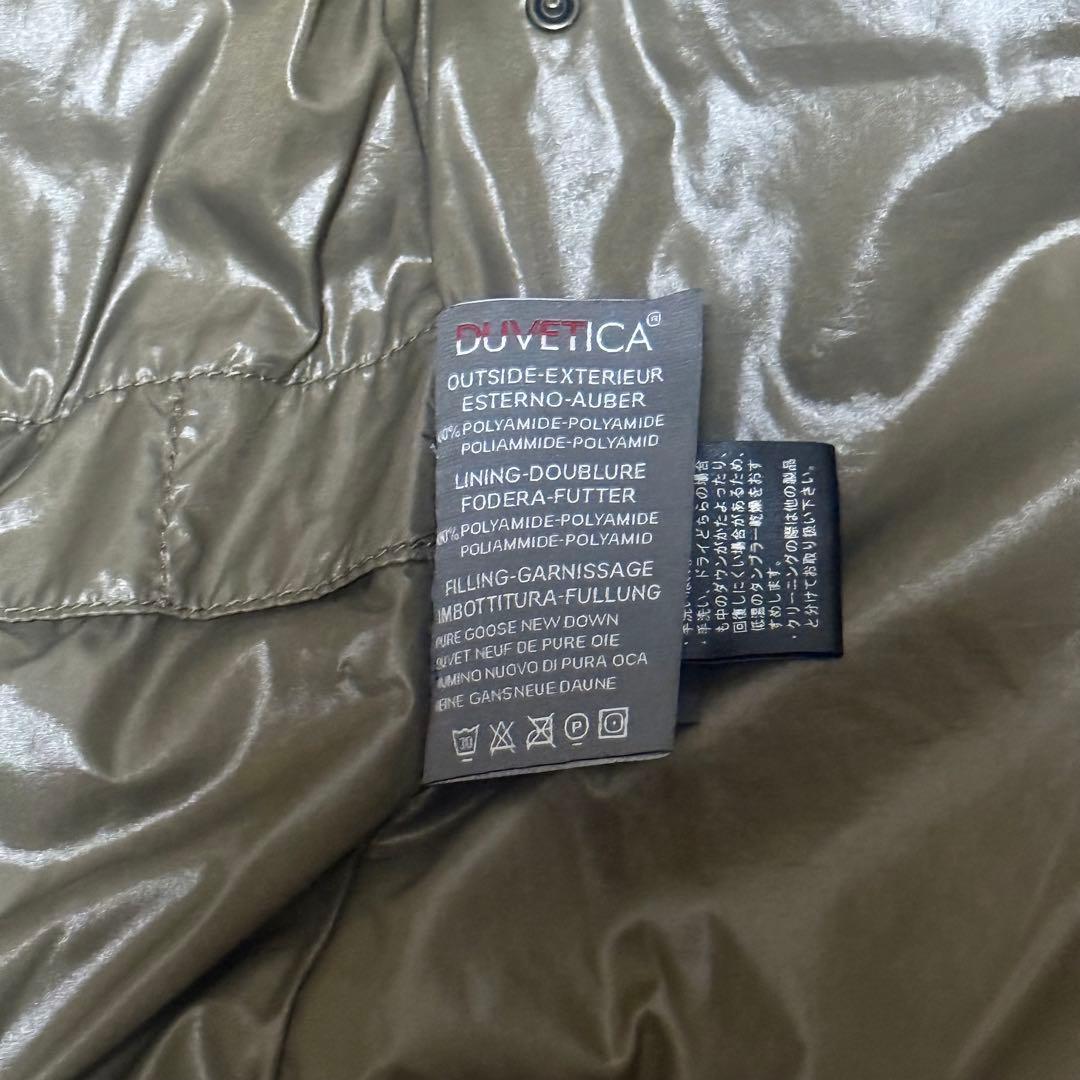 DUVETICA®
OUTSIDE-EXTERIEUR
ESTERNO-AUBER
POLYAMIDE-POLYAMIDE
POLIAMMIDE-POLYAMID
LINING-DOUBLURE
FODERA-FUTTER
POLYAMIDE-POLYAMIDE
POLIAMMIDE-POLYAMID
FILLING-GARNISSAGE
IMBOTTITURA-FULLUNG
PURE GOOSE NEW DOWN
NEUF DE PURE OIE
NUOVO DI PURA OCA
GANSNEUE DAUNE
30 P
・クリーニングの際は他の製品
と分けてお取り扱い下さい。
・手洗い、ドライどちらの場合
も中のダウンがかたよったり、
回復しにくい場合があるため、
低温のタンブラー乾燥をおす
すめします。